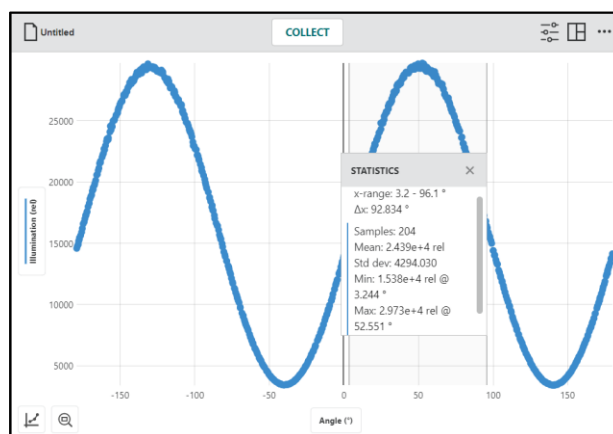 Untitled
COLLECT
25000
20000
15000
10000
5000
Illumination (rel)
-150
-100
-50
0
50
100
150
Angle (°)
STATISTICS
x-range: 3.2 - 96.1 °
Δx: 92.834 °
Samples: 204
Mean: 2.439e+4 rel
Std dev: 4294.030
Min: 1.538e+4 rel @
3.244 °
Max: 2.973e+4 rel @
52.551 °